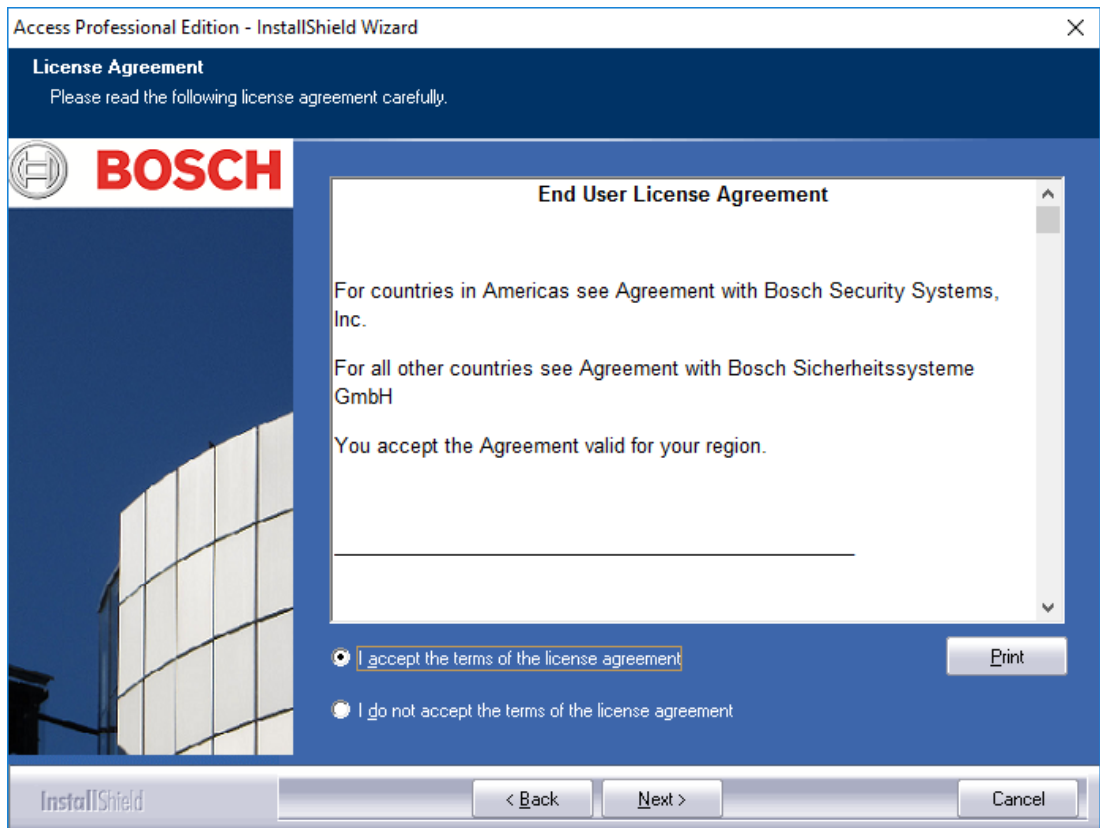 Access Professional Edition - InstallShield Wizard
License Agreement
Please read the following license agreement carefully.
BOSCH
End User License Agreement
For countries in Americas see Agreement with Bosch Security Systems,
Inc.
For all other countries see Agreement with Bosch Sicherheitssysteme
GmbH
You accept the Agreement valid for your region.
I accept the terms of the license agreement
Print
I do not accept the terms of the license agreement
InstallShield
< Back
Next >
Cancel